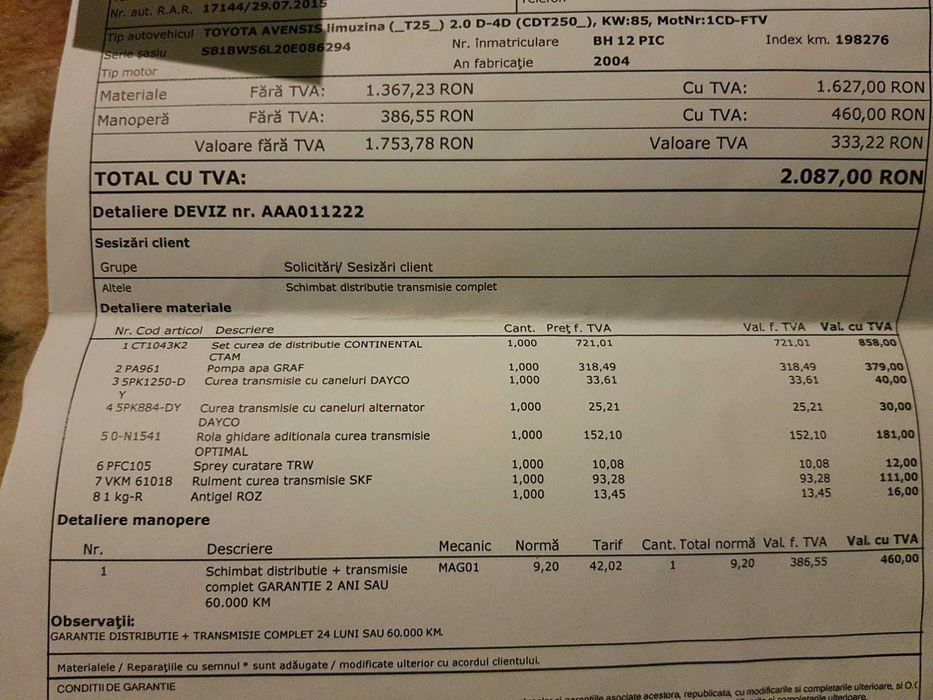 Nr. aut. R.A.R. 17144/29.07.2015
Tip autovehicul TOYOTA AVENSIS limuzina (_T25_) 2.0 D-4D (CDT250_), KW:85, MotNr:1CD-FTV
Serie sasiu SB1BW56L20E086294 Nr. înmatriculare BH 12 PIC Index km. 198276
Tip motor An fabricaţie 2004
Materiale Fără TVA: 1.367,23 RON Cu TVA: 1.627,00 RON
Manoperă Fără TVA: 386,55 RON Cu TVA: 460,00 RON
Valoare fără TVA 1.753,78 RON Valoare TVA 333,22 RON
TOTAL CU TVA: 2.087,00 RON
Detaliere DEVIZ nr. AAA011222
Sesizări client
Grupe Solicitări/ Sesizări client
Altele Schimbat distributie transmisie complet
Detaliere materiale
Nr. Cod articol Descriere Cant. Preţ f. TVA Val. f. TVA Val. cu TVA
1 CT1043K2 Set curea de distributie CONTINENTAL 1,000 721,01 721,01 858,00
CTAM
2 PA961 Pompa apa GRAF 1,000 318,49 318,49 379,00
3 5PK1250-D Curea transmisie cu caneluri DAYCO 1,000 33,61 33,61 40,00
Y
4 5PK884-DY Curea transmisie cu caneluri alternator 1,000 25,21 25,21 30,00
DAYCO
5 0-N1541 Rola ghidare aditionala curea transmisie 1,000 152,10 152,10 181,00
OPTIMAL
6 PFC105 Sprey curatare TRW 1,000 10,08 10,08 12,00
7 VKM 61018 Rulment curea transmisie SKF 1,000 93,28 93,28 111,00
8 1 kg-R Antigel ROZ 1,000 13,45 13,45 16,00
Detaliere manopere
Nr. Descriere Mecanic Normă Tarif Cant. Total normă Val. f. TVA Val. cu TVA
1 Schimbat distributie + transmisie MAG01 9,20 42,02 1 9,20 386,55 460,00
complet GARANTIE 2 ANI SAU
60.000 KM
Observaţii:
GARANTIE DISTRIBUTIE + TRANSMISIE COMPLET 24 LUNI SAU 60.000 KM.
Materialele / Reparaţiile cu semnul * sunt adăugate / modificate ulterior cu acordul clientului.
CONDITII DE GARANTIE
garantiile asociate acestora, republicata, cu modificarile si completarile ulterioare, si O.G
completarile ulterioare.